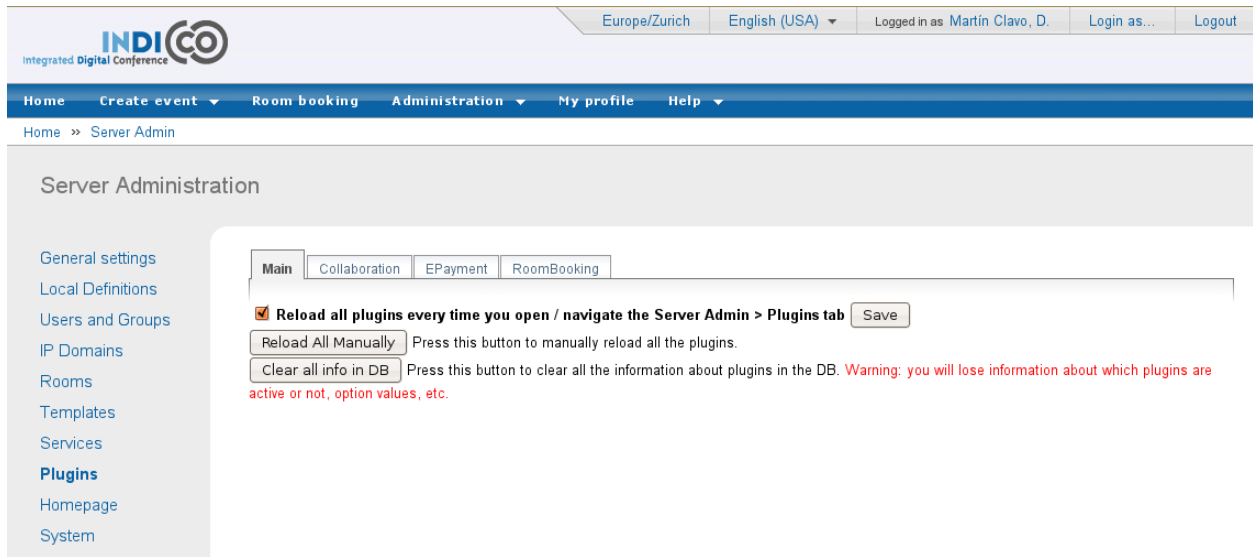 Europe/Zurich English (USA) Logged in as Martín Clavo, D. Login as... Logout
INDICO
Integrated Digital Conference
Home Create event Room booking Administration My profile Help
Home » Server Admin
Server Administration
General settings
Local Definitions
Users and Groups
IP Domains
Rooms
Templates
Services
Plugins
Homepage
System
Main Collaboration EPayment RoomBooking
Reload all plugins every time you open / navigate the Server Admin > Plugins tab Save
Reload All Manually Press this button to manually reload all the plugins.
Clear all info in DB Press this button to clear all the information about plugins in the DB. Warning: you will lose information about which plugins are
active or not, option values, etc.